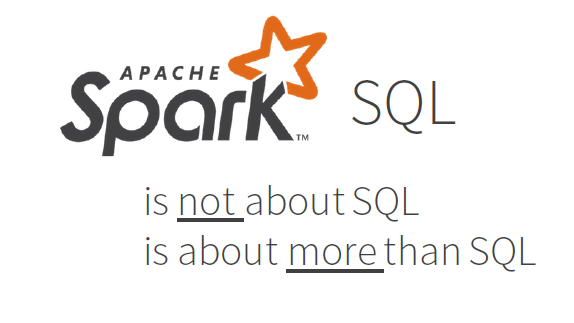 APACHE
Spark™ SQL
is not about SQL
is about more than SQL